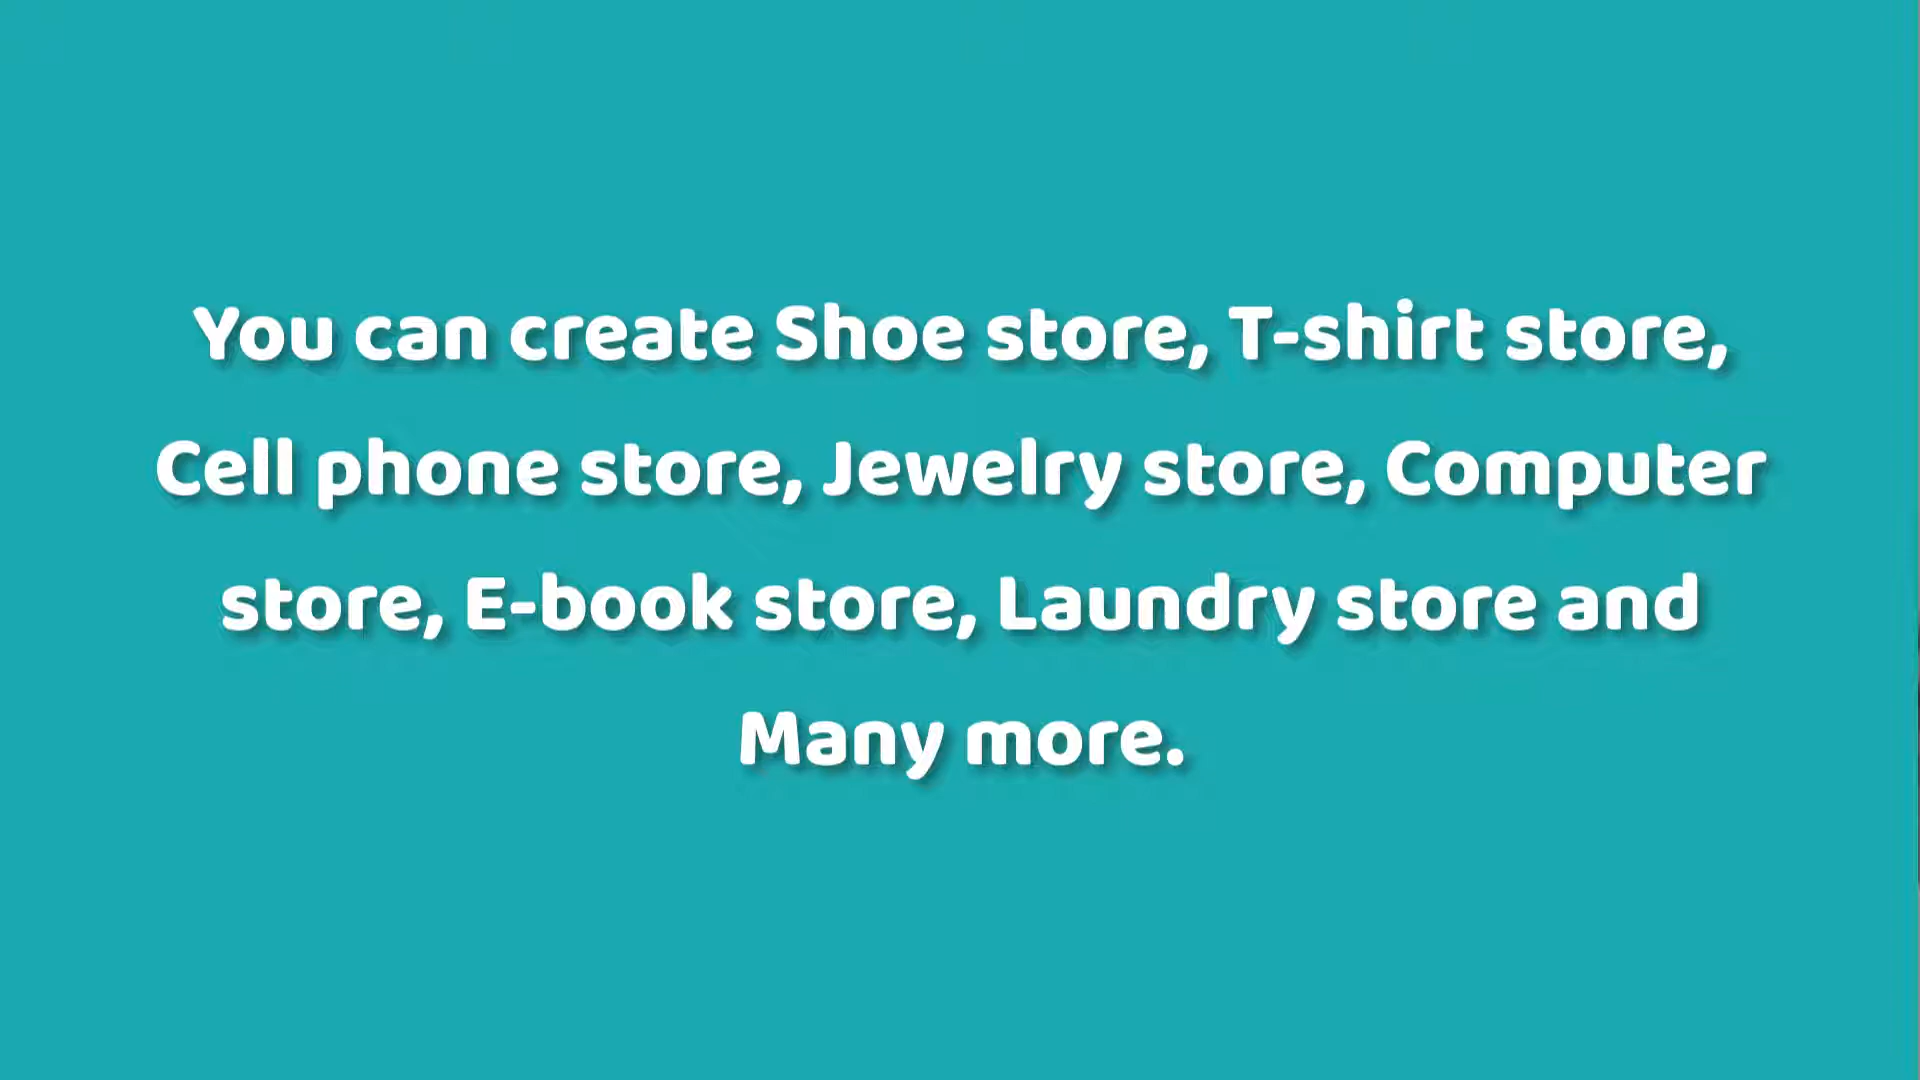 You can create Shoe store, T-shirt store,
Cell phone store, Jewelry store, Computer
store, E-book store, Laundry store and
Many more.